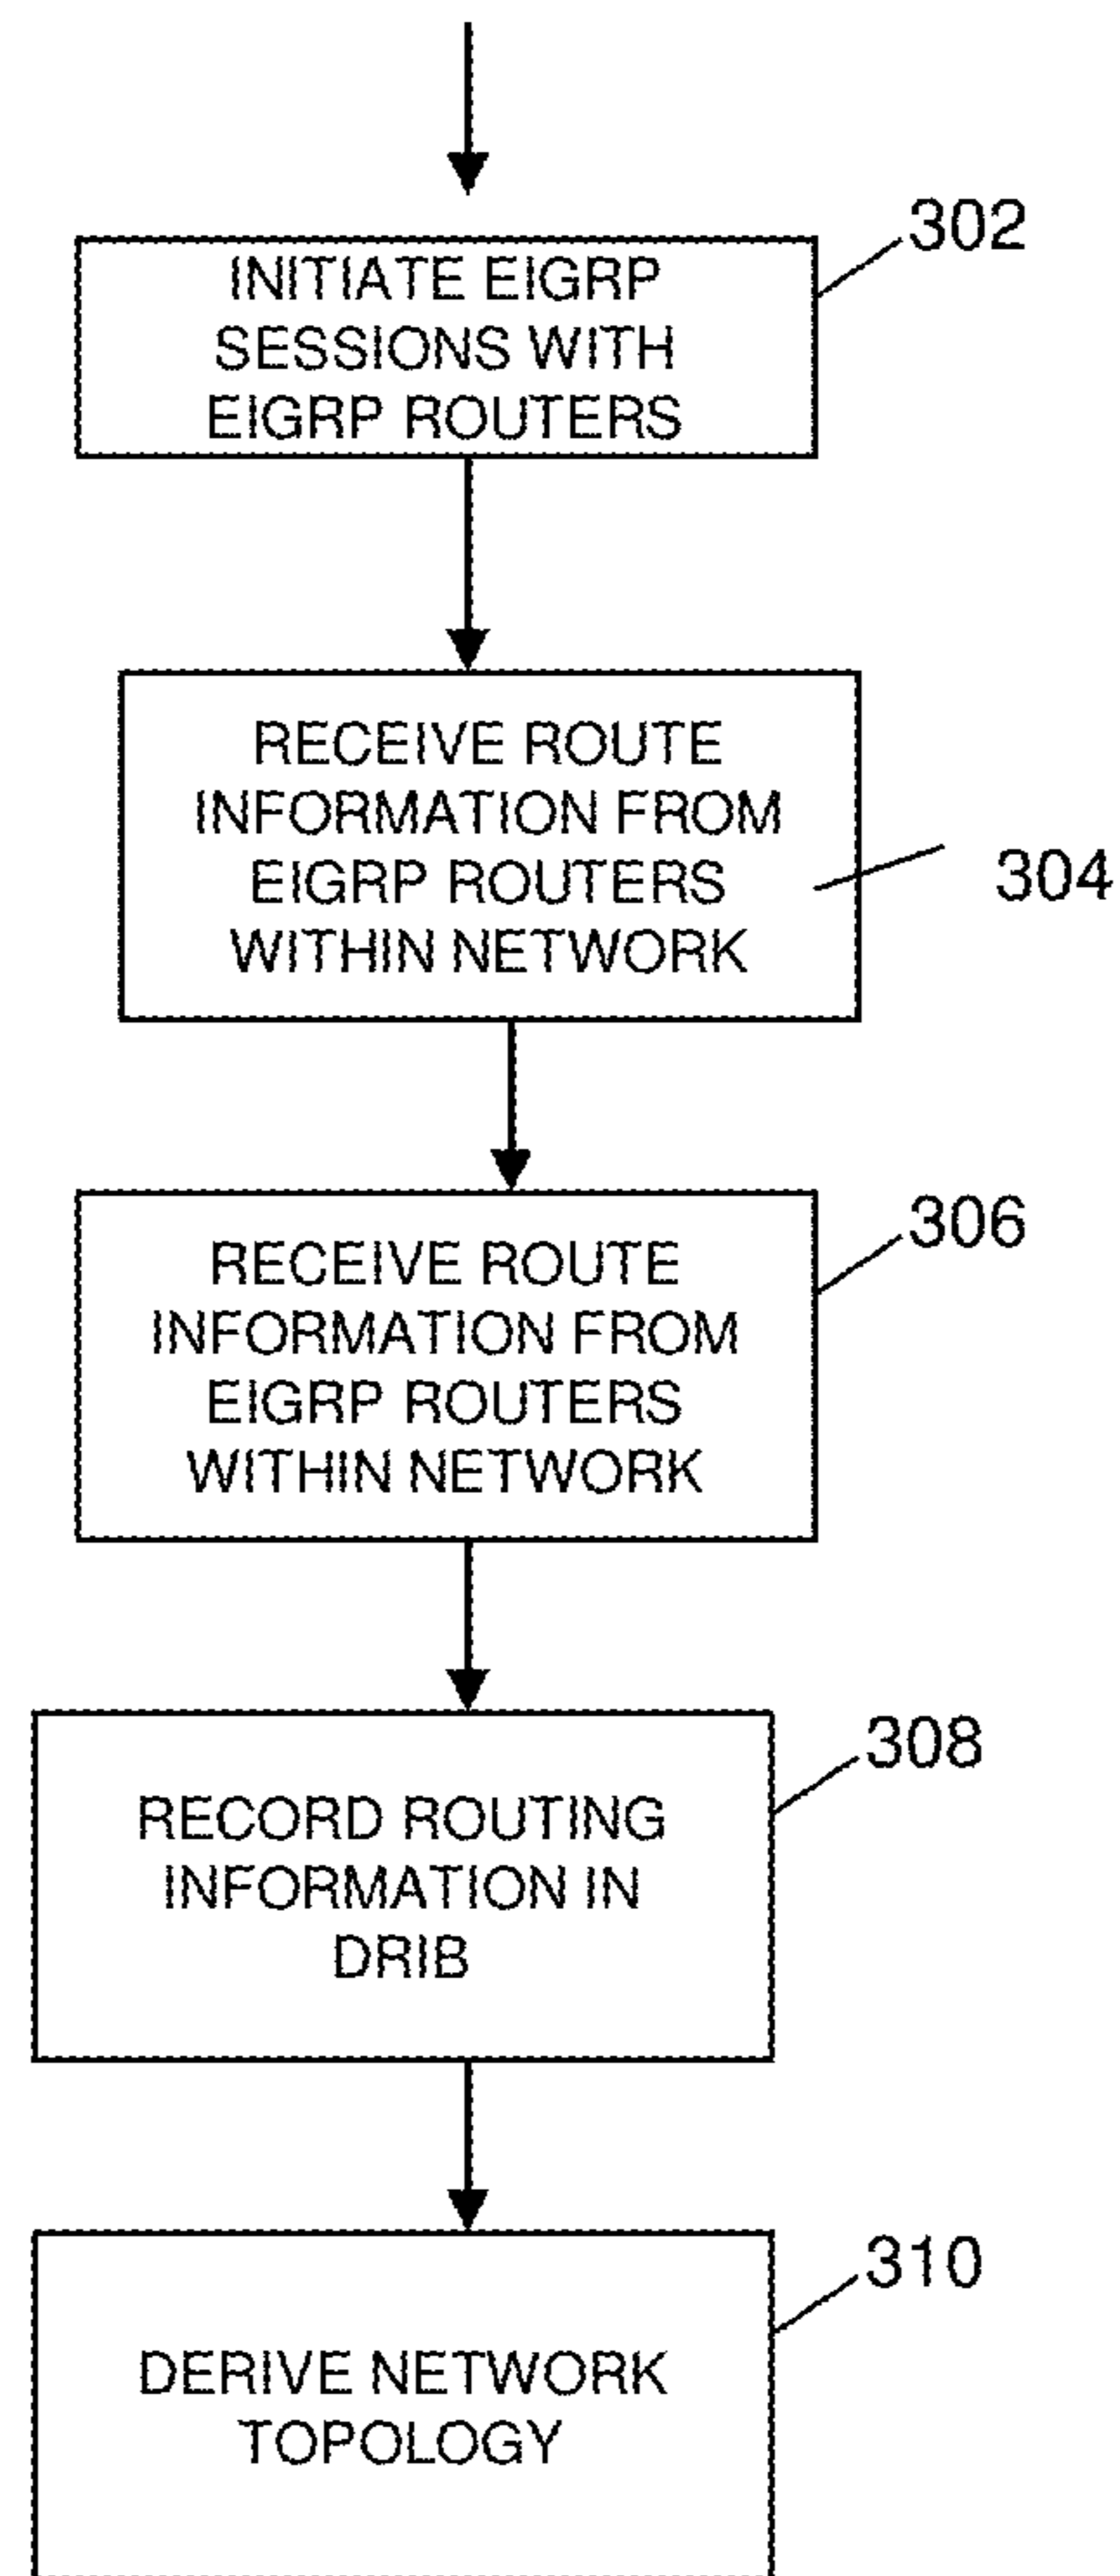 302
INITIATE EIGRP
SESSIONS WITH
EIGRP ROUTERS
RECEIVE ROUTE
INFORMATION FROM
EIGRP ROUTERS
WITHIN NETWORK
304
306
RECEIVE ROUTE
INFORMATION FROM
EIGRP ROUTERS
WITHIN NETWORK
308
RECORD ROUTING
INFORMATION IN
DRIB
310
DERIVE NETWORK
TOPOLOGY